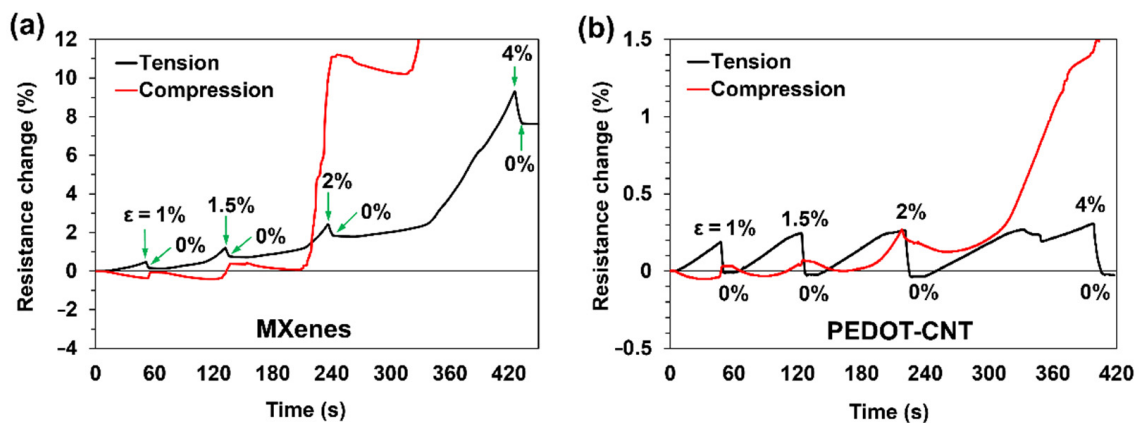 (a)
12
10
8
6
4
2
0
-2
-4
Resistance change (%)
Tension
Compression
ε = 1%
0%
1.5%
0%
2%
0%
4%
0%
MXenes
0 60 120 180 240 300 360 420
Time (s)
(b)
1.5
1
0.5
0
-0.5
Resistance change (%)
Tension
Compression
ε = 1%
1.5%
2%
4%
0%
0%
0%
0%
PEDOT-CNT
0 60 120 180 240 300 360 420
Time (s)